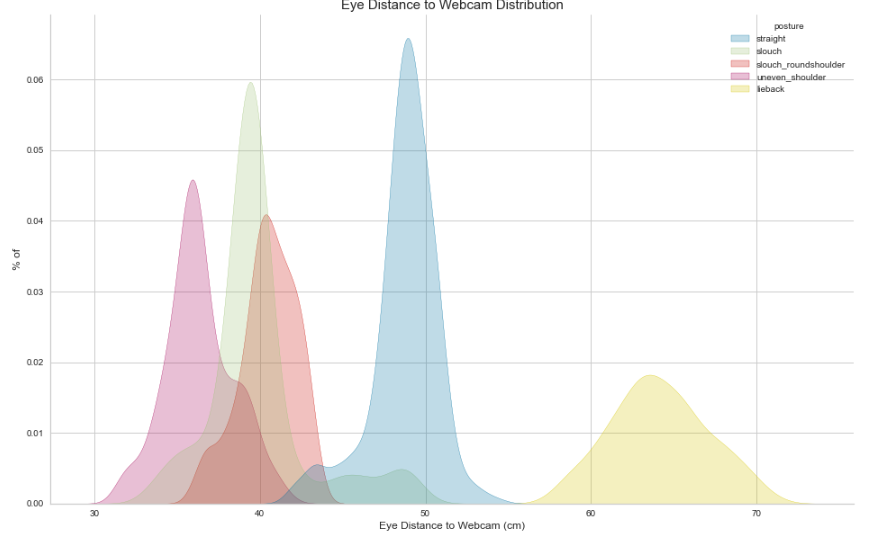 Eye Distance to Webcam Distribution
posture
straight
slouch
slouch_roundshoulder
uneven_shoulder
lieback
0.06
0.05
0.04
0.03
0.02
0.01
0.00
% of
30 40 50 60 70
Eye Distance to Webcam (cm)